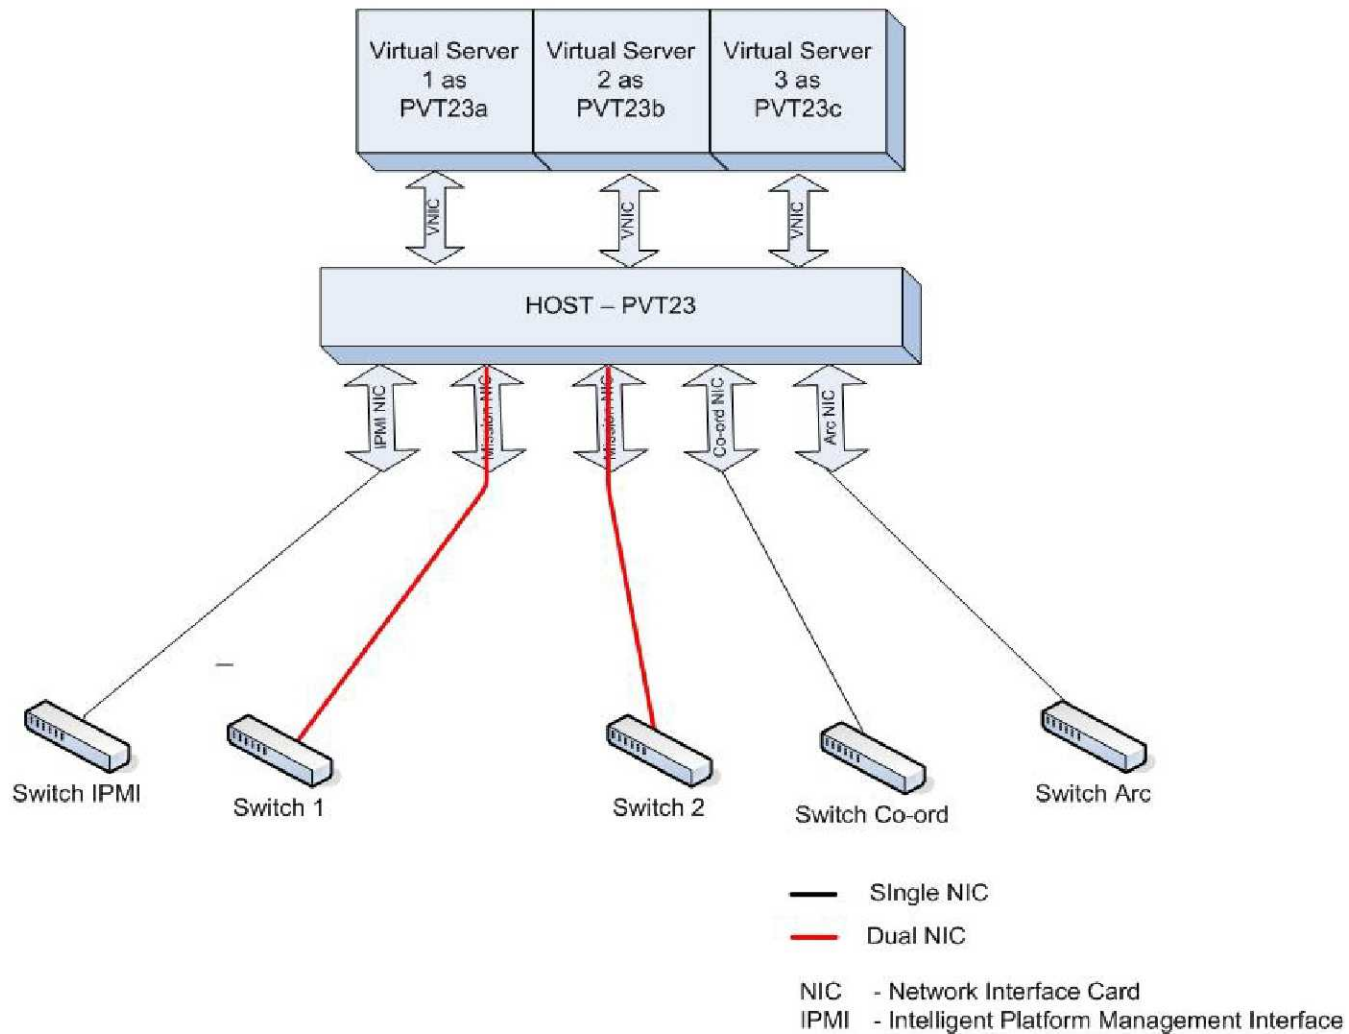 Virtual Server
1 as
PVT23a
Virtual Server
2 as
PVT23b
Virtual Server
3 as
PVT23c
VNIC
VNIC
VNIC
HOST – PVT23
IPMI NIC
Mission NIC
Mission NIC
Co-ord NIC
Arc NIC
Switch IPMI
Switch 1
Switch 2
Switch Co-ord
Switch Arc
SIngle NIC
Dual NIC
NIC - Network Interface Card
IPMI - Intelligent Platform Management Interface